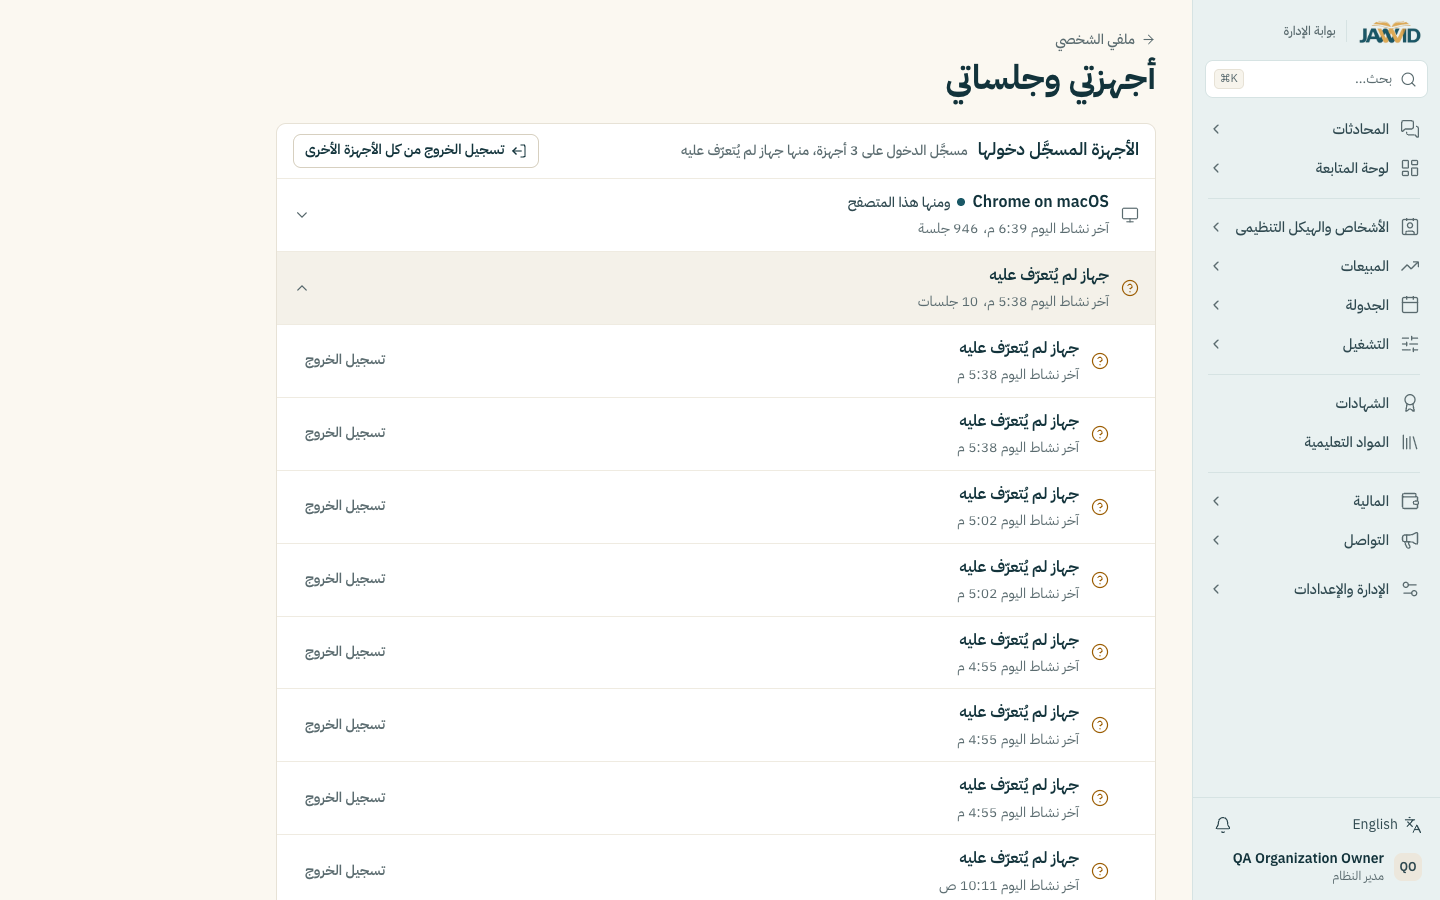 JAWID
بوابة الإدارة
بحث...
⌘K
المحادثات
لوحة المتابعة
الأشخاص والهيكل التنظيمي
المبيعات
الجدولة
التشغيل
الشهادات
المواد التعليمية
المالية
التواصل
الإدارة والإعدادات
English
QO
QA Organization Owner
مدير النظام
ملفي الشخصي
أجهزتي وجلساتي
الأجهزة المسجَّل دخولها مسجَّل الدخول على 3 أجهزة، منها جهاز لم يُتعرّف عليه
تسجيل الخروج من كل الأجهزة الأخرى
Chrome on macOS ومنها هذا المتصفح
آخر نشاط اليوم 6:39 م، 946 جلسة
جهاز لم يُتعرّف عليه
آخر نشاط اليوم 5:38 م، 10 جلسات
جهاز لم يُتعرّف عليه
آخر نشاط اليوم 5:38 م
تسجيل الخروج
جهاز لم يُتعرّف عليه
آخر نشاط اليوم 5:38 م
تسجيل الخروج
جهاز لم يُتعرّف عليه
آخر نشاط اليوم 5:02 م
تسجيل الخروج
جهاز لم يُتعرّف عليه
آخر نشاط اليوم 5:02 م
تسجيل الخروج
جهاز لم يُتعرّف عليه
آخر نشاط اليوم 4:55 م
تسجيل الخروج
جهاز لم يُتعرّف عليه
آخر نشاط اليوم 4:55 م
تسجيل الخروج
جهاز لم يُتعرّف عليه
آخر نشاط اليوم 4:55 م
تسجيل الخروج
جهاز لم يُتعرّف عليه
آخر نشاط اليوم 10:11 ص
تسجيل الخروج